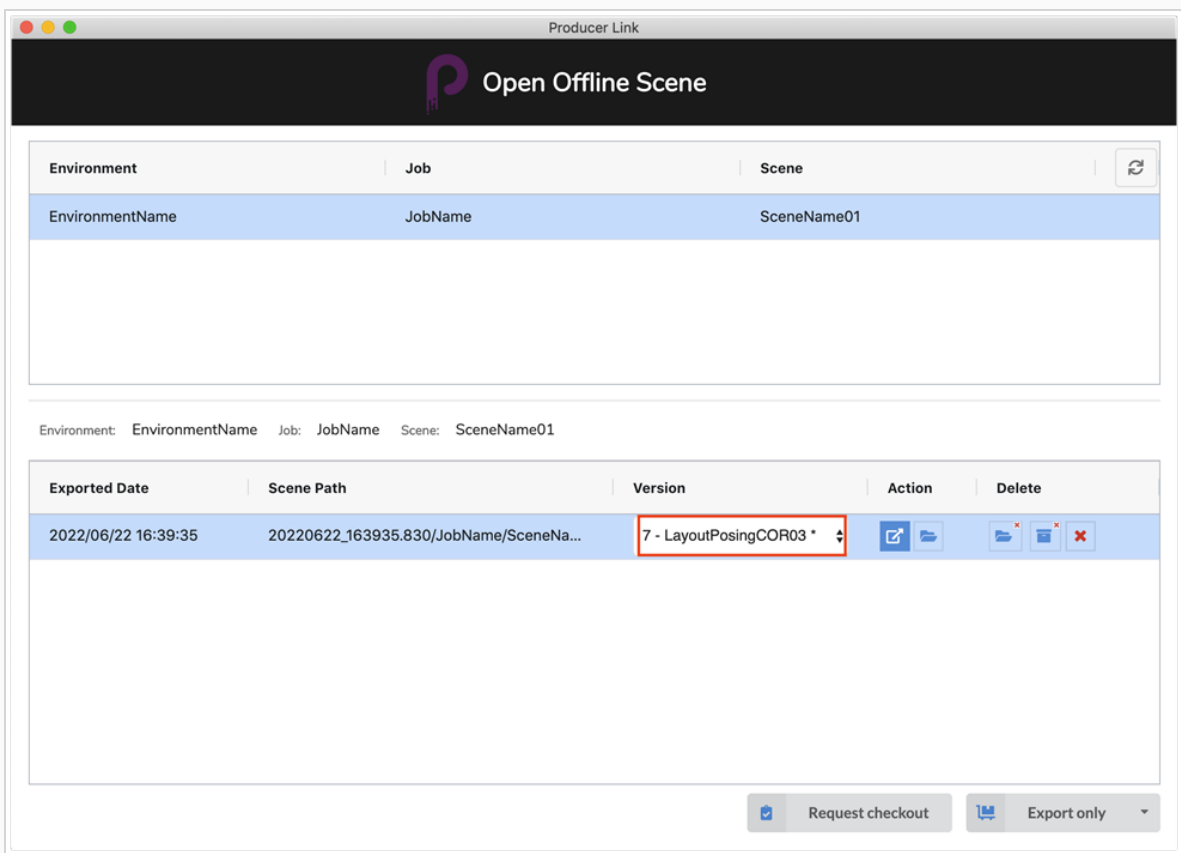 Producer Link
Open Offline Scene
Environment Job Scene
EnvironmentName JobName SceneName01
Environment: EnvironmentName Job: JobName Scene: SceneName01
Exported Date Scene Path Version Action Delete
2022/06/22 16:39:35 20220622_163935.830/JobName/SceneNa... 7 - LayoutPosingCOR03 *
Request checkout Export only